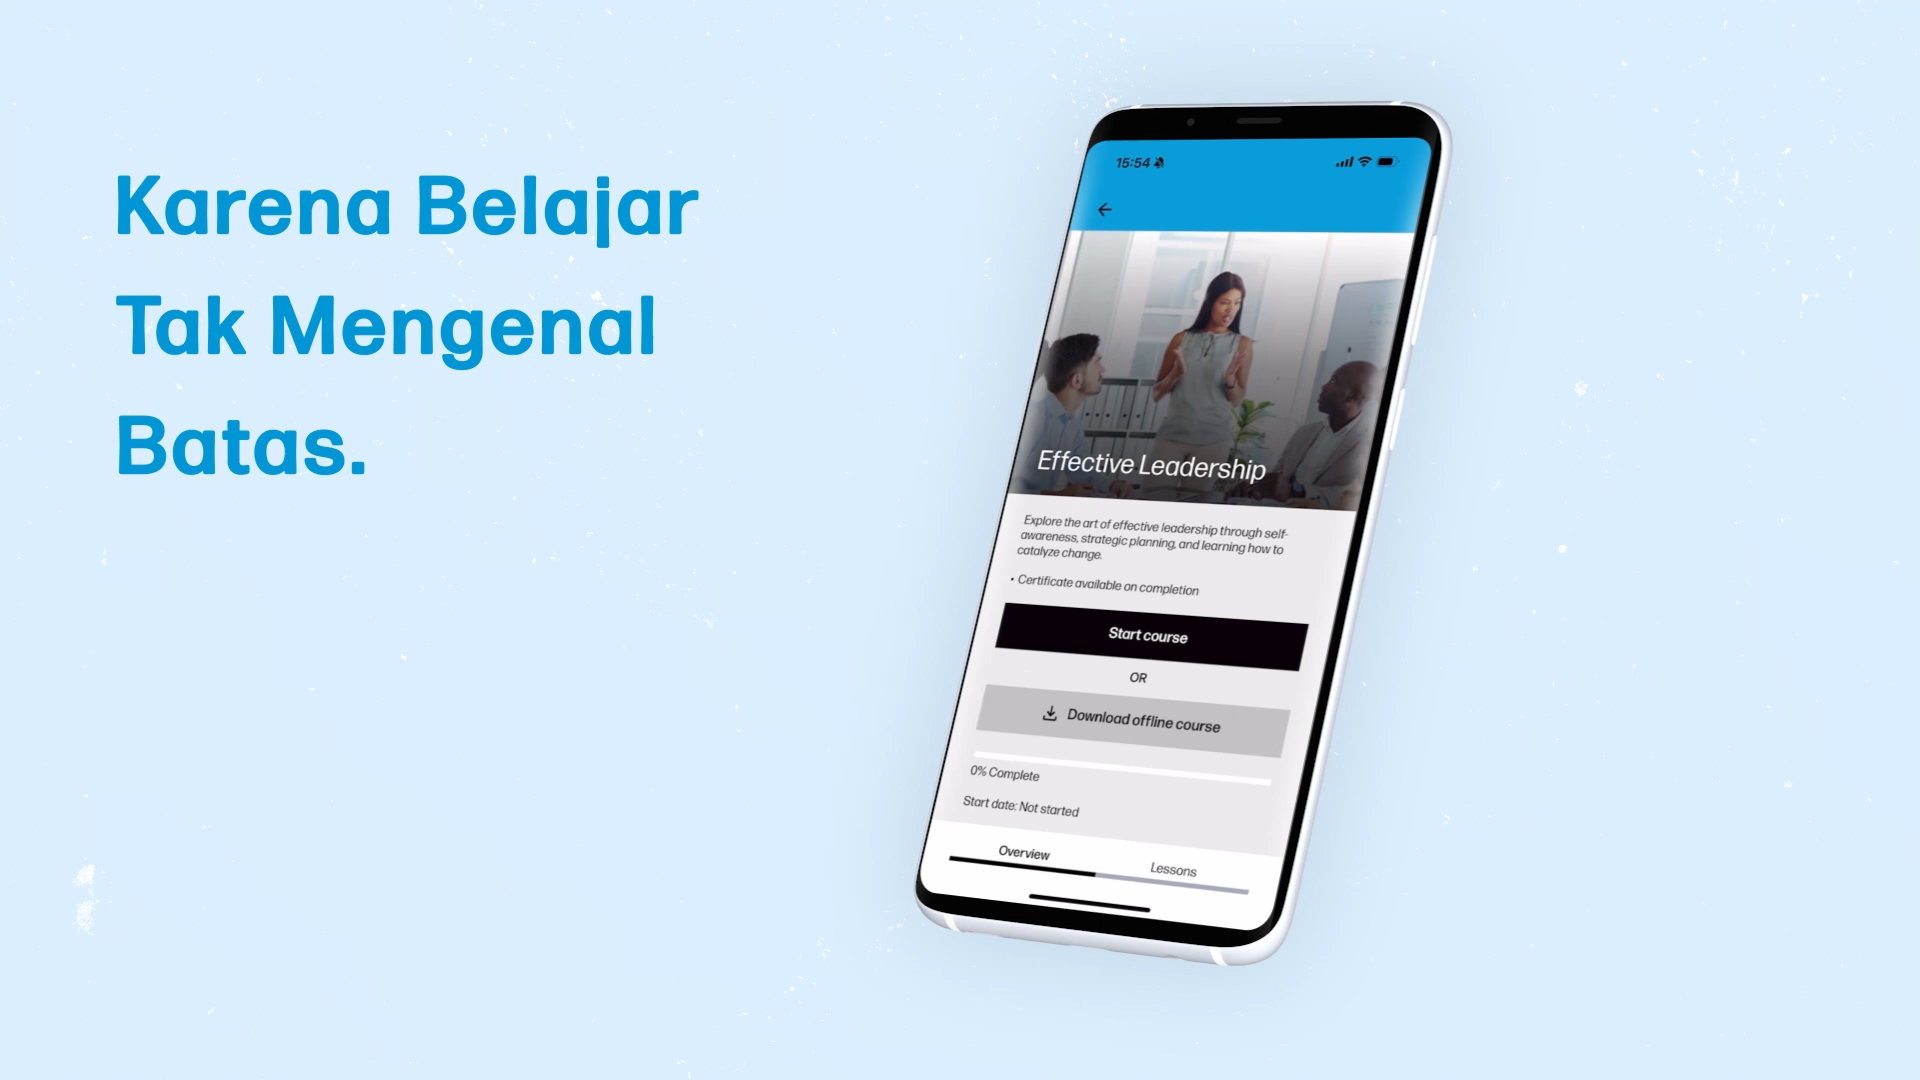 Karena Belajar
Tak Mengenal
Batas.
15:54
Effective Leadership
Explore the art of effective leadership through self-
awareness, strategic planning, and learning how to
catalyze change.
• Certificate available on completion
Start course
OR
Download offline course
0% Complete
Start date: Not started
Overview
Lessons